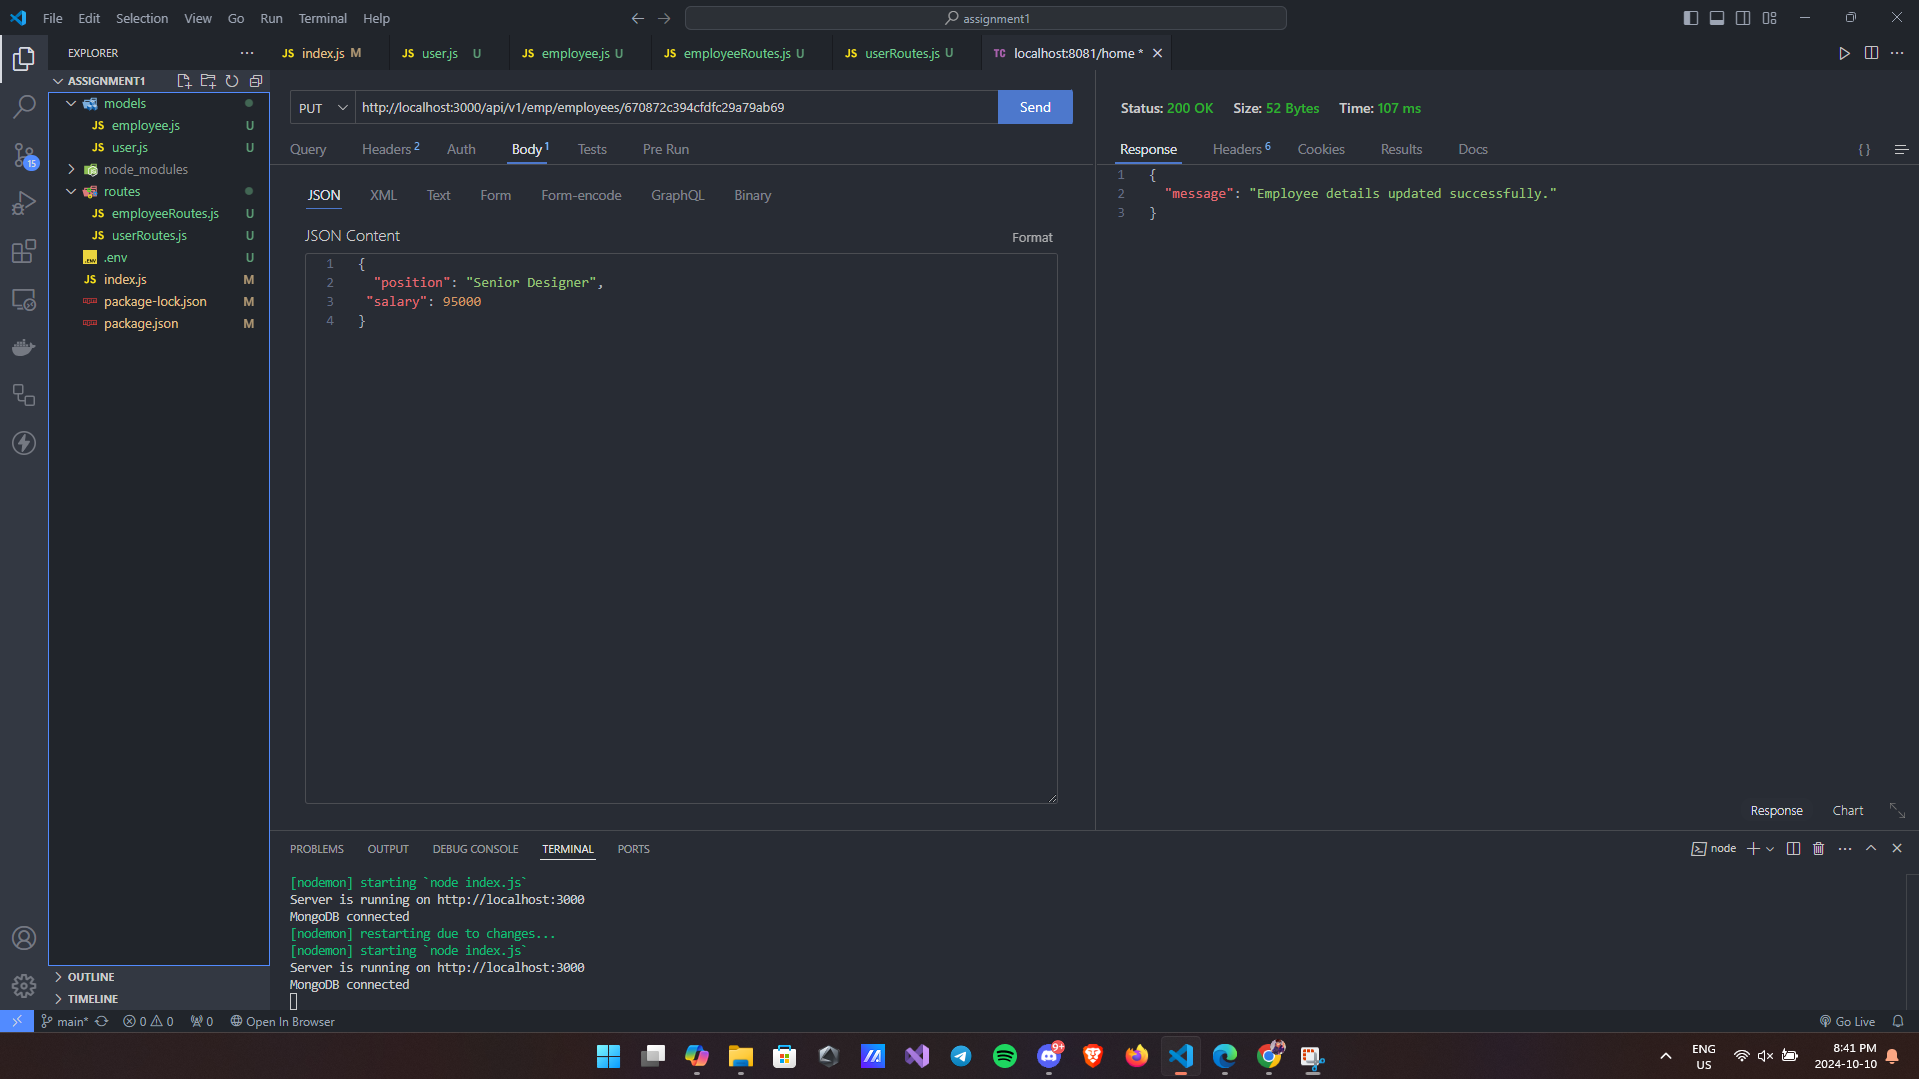 File Edit Selection View Go Run Terminal Help
assignment1
EXPLORER
JS index.js M
JS user.js U
JS employee.js U
JS employeeRoutes.js U
JS userRoutes.js U
TC localhost:8081/home *
ASSIGNMENT1
models
JS employee.js U
JS user.js U
node_modules
routes
JS employeeRoutes.js U
JS userRoutes.js U
.env U
JS index.js M
package-lock.json M
package.json M
15
OUTLINE
TIMELINE
PUT
http://localhost:3000/api/v1/emp/employees/670872c394cfdfc29a79ab69
Send
Query Headers 2 Auth Body 1 Tests Pre Run
JSON XML Text Form Form-encode GraphQL Binary
JSON Content
Format
1 {
2 "position": "Senior Designer",
3 "salary": 95000
4 }
Status: 200 OK Size: 52 Bytes Time: 107 ms
Response Headers 6 Cookies Results Docs
{ }
1 {
2 "message": "Employee details updated successfully."
3 }
Response Chart
PROBLEMS OUTPUT DEBUG CONSOLE TERMINAL PORTS
node
[nodemon] starting `node index.js`
Server is running on http://localhost:3000
MongoDB connected
[nodemon] restarting due to changes...
[nodemon] starting `node index.js`
Server is running on http://localhost:3000
MongoDB connected
main* 0 0 0 Open In Browser
Go Live
9+
ENG
US
8:41 PM
2024-10-10